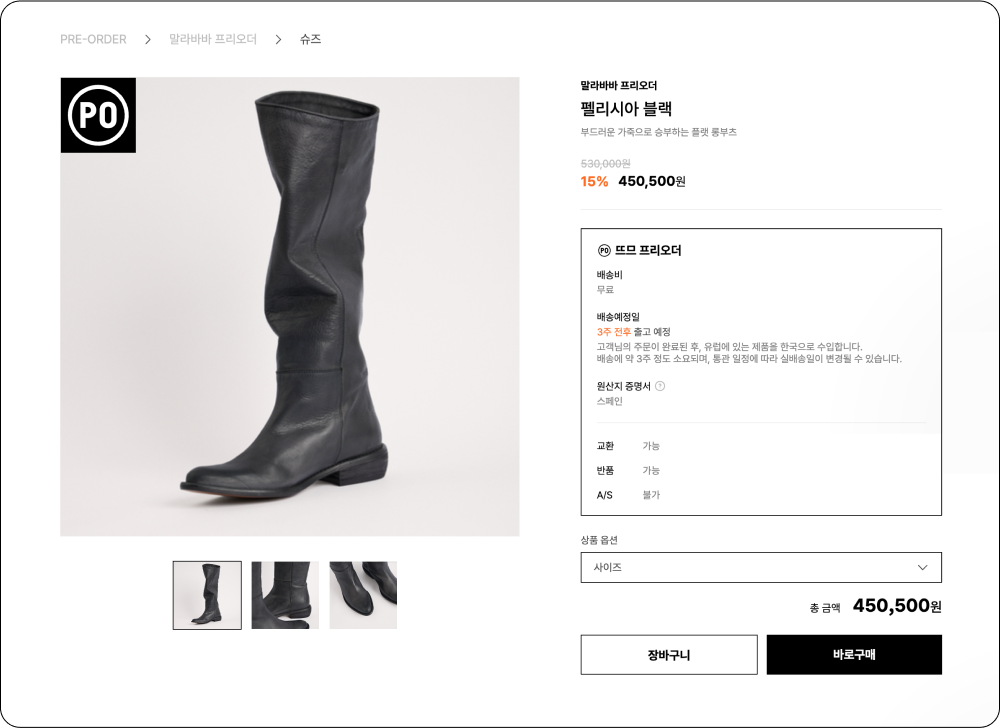 PRE-ORDER > 말라바바 프리오더 > 슈즈
PO
말라바바 프리오더
펠리시아 블랙
부드러운 가죽으로 승부하는 플랫 롱부츠
530,000원
15% 450,500원
PO 뜨므 프리오더
배송비
무료
배송예정일
3주 전후 출고 예정
고객님의 주문이 완료된 후, 유럽에 있는 제품을 한국으로 수입합니다.
배송에 약 3주 정도 소요되며, 통관 일정에 따라 실배송일이 변경될 수 있습니다.
원산지 증명서 ?
스페인
교환 가능
반품 가능
A/S 불가
상품 옵션
사이즈
총 금액 450,500원
장바구니 바로구매